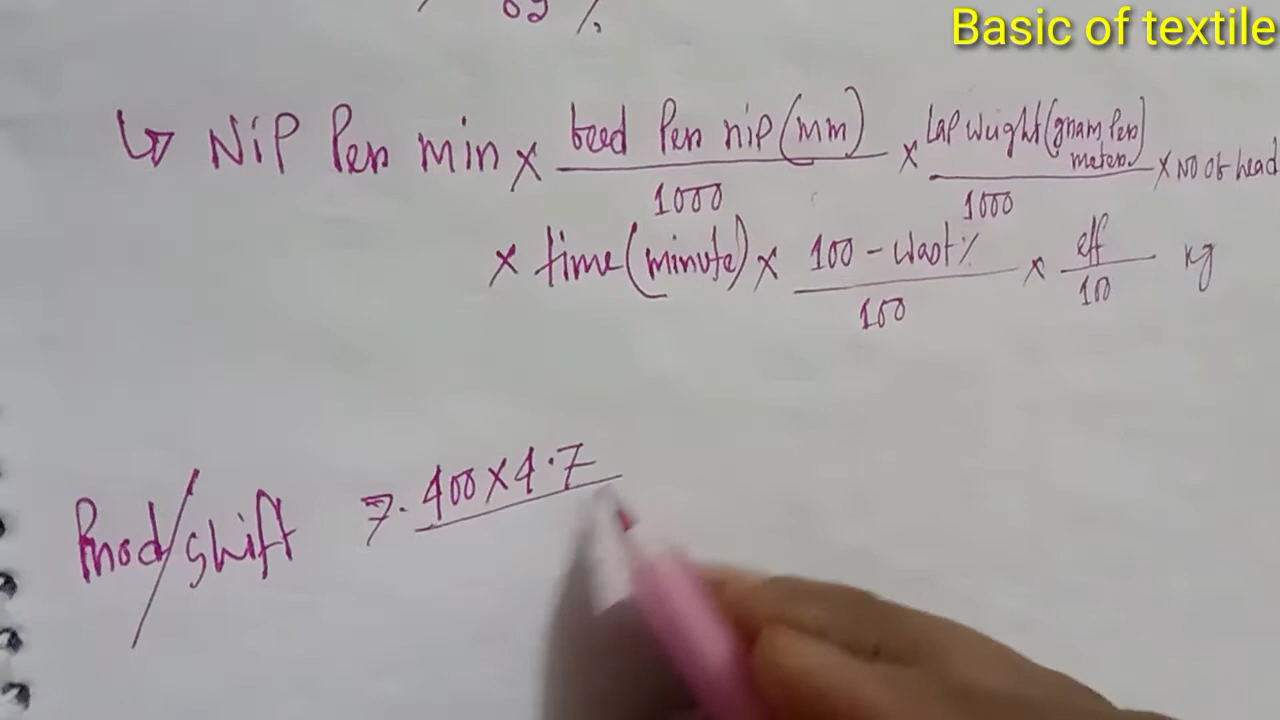 Basic of textile
%
↳ NiP Per min × feed Per nip (mm) / 1000 × Lap weight (gram Per meter) / 1000 × No of head
× time (minute) × 100 - Wast % / 100 × eff / 100 kg
Prod/shift 7. 400 × 4.7